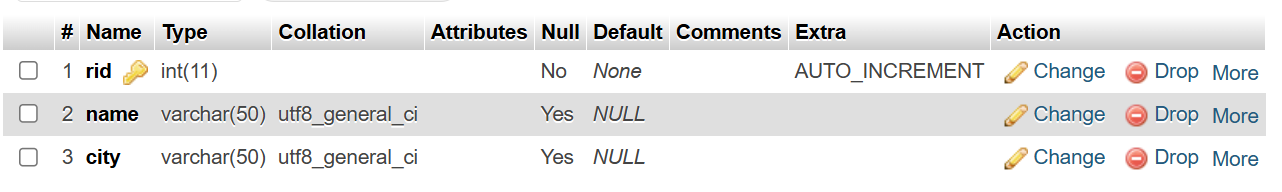 # Name Type Collation Attributes Null Default Comments Extra Action
1 rid int(11) No None AUTO_INCREMENT Change Drop More
2 name varchar(50) utf8_general_ci Yes NULL Change Drop More
3 city varchar(50) utf8_general_ci Yes NULL Change Drop More